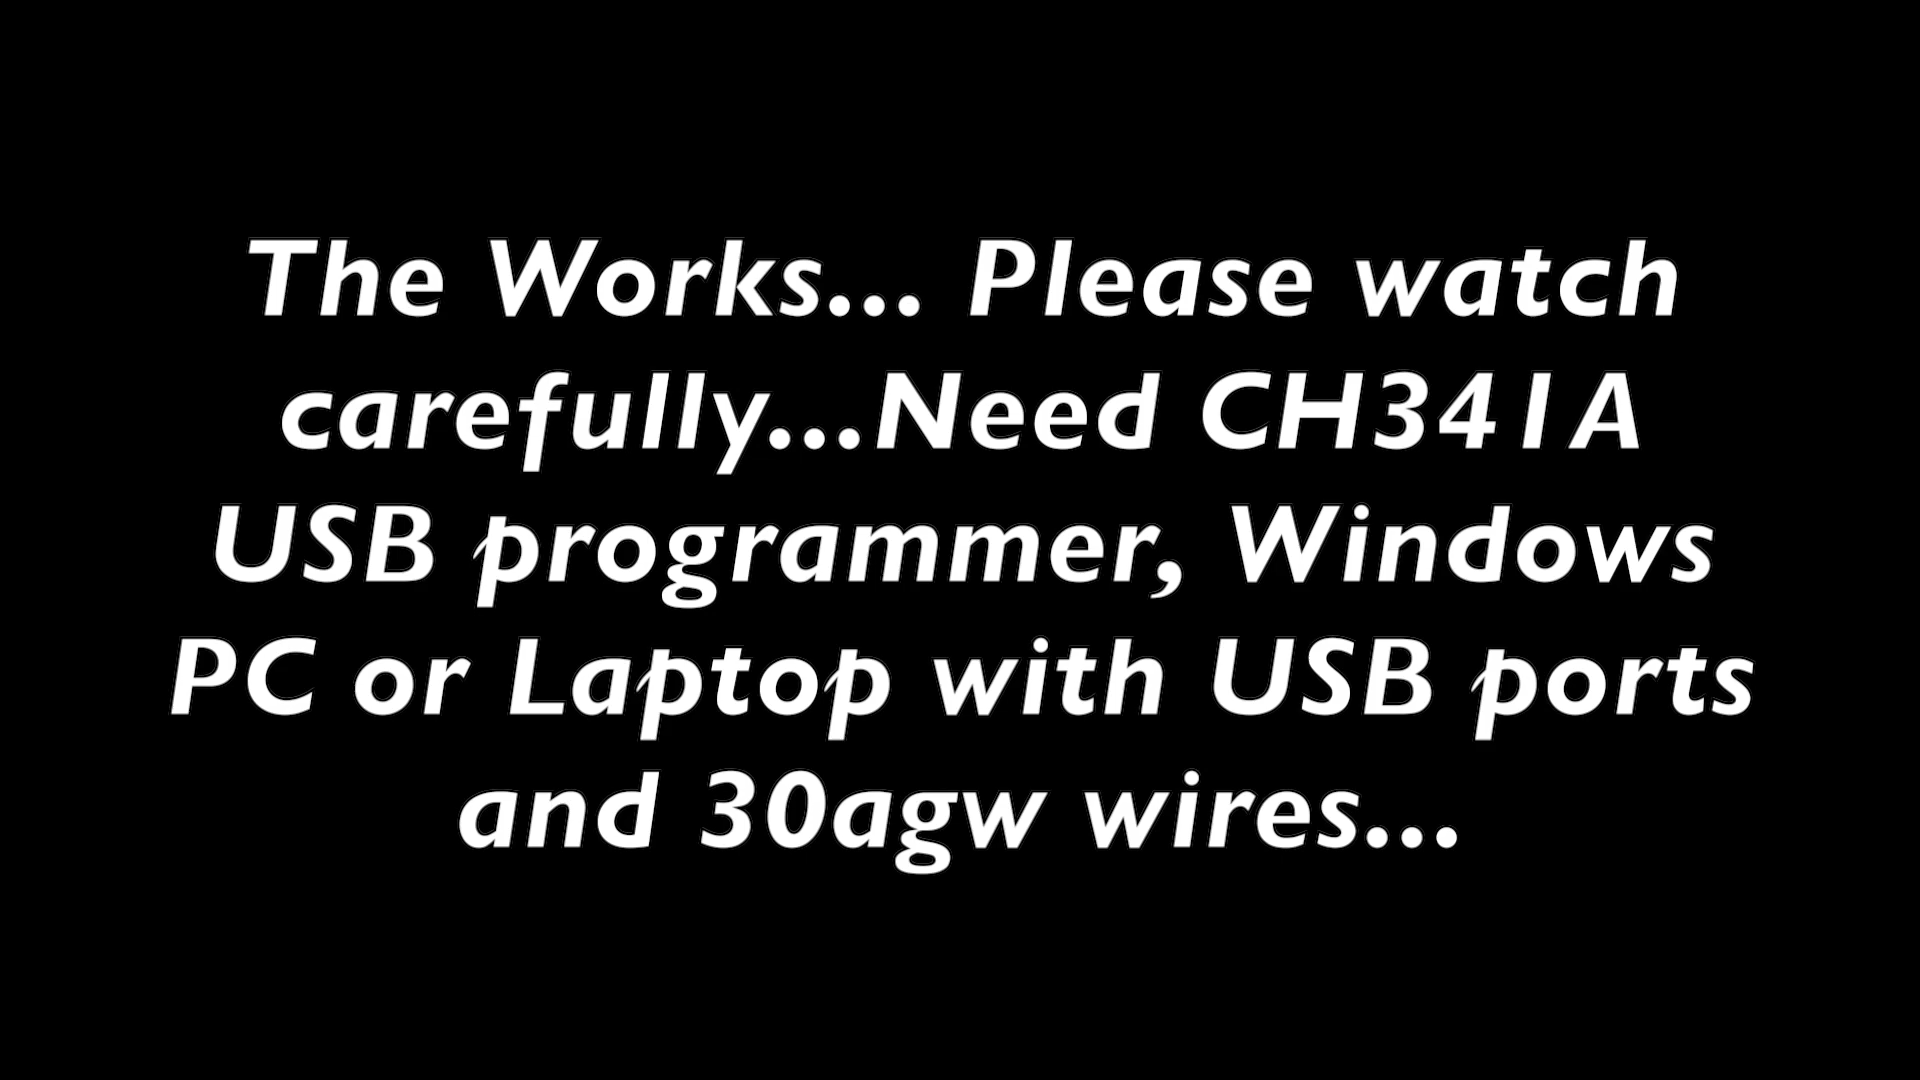 The Works... Please watch
carefully...Need CH341A
USB programmer, Windows
PC or Laptop with USB ports
and 30agw wires...